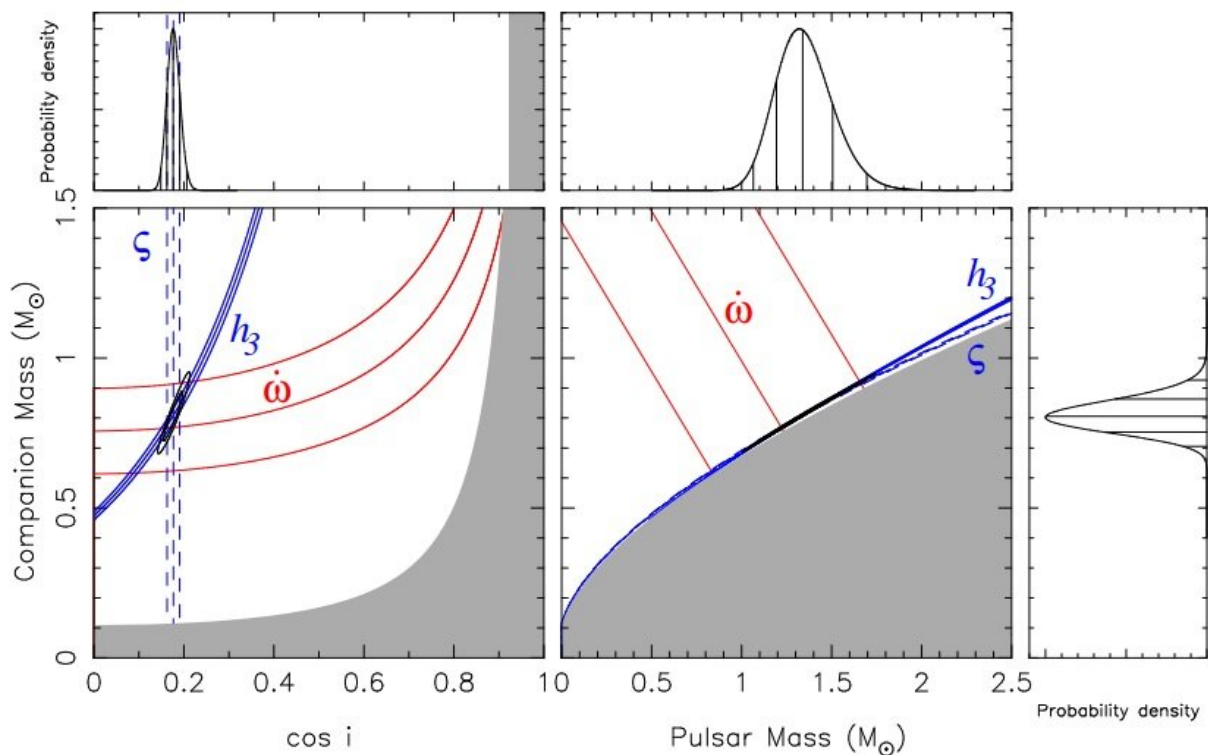 Probability density
1.5
1
0.5
0
Companion Mass (M☉)
ς
h₃
ω̇
h₃
ω̇
ς
0 0.2 0.4 0.6 0.8 1
0 0.5 1 1.5 2 2.5
cos i
Pulsar Mass (M☉)
Probability density